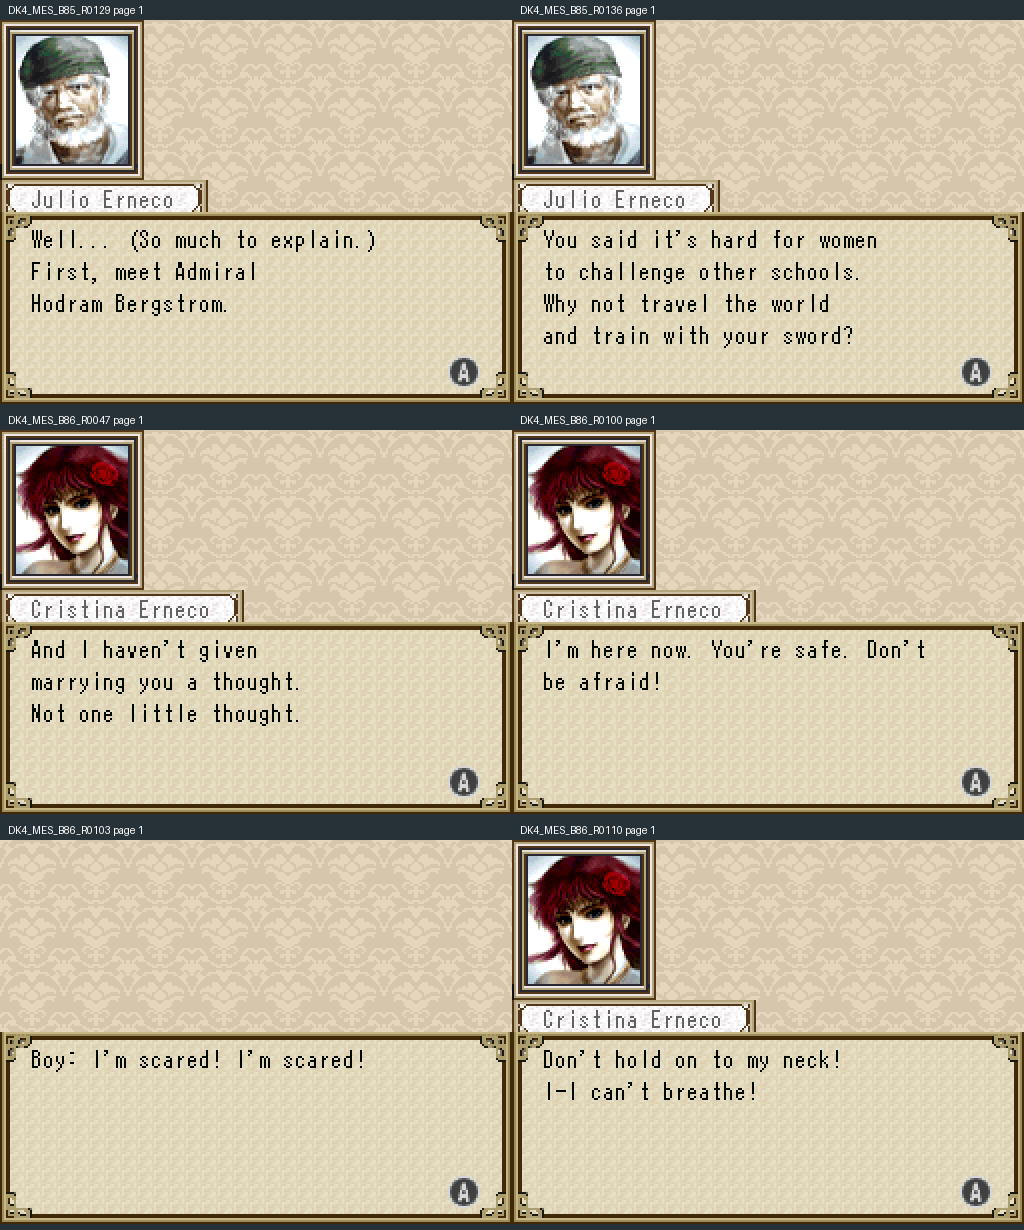 DK4_MES_B85_R0129 page 1
Julio Erneco
Well... (So much to explain.)
First, meet Admiral
Hodram Bergstrom.
A
DK4_MES_B85_R0136 page 1
Julio Erneco
You said it's hard for women
to challenge other schools.
Why not travel the world
and train with your sword?
A
DK4_MES_B86_R0047 page 1
Cristina Erneco
And I haven't given
marrying you a thought.
Not one little thought.
A
DK4_MES_B86_R0100 page 1
Cristina Erneco
I'm here now. You're safe. Don't
be afraid!
A
DK4_MES_B86_R0103 page 1
Boy: I'm scared! I'm scared!
A
DK4_MES_B86_R0110 page 1
Cristina Erneco
Don't hold on to my neck!
I-I can't breathe!
A